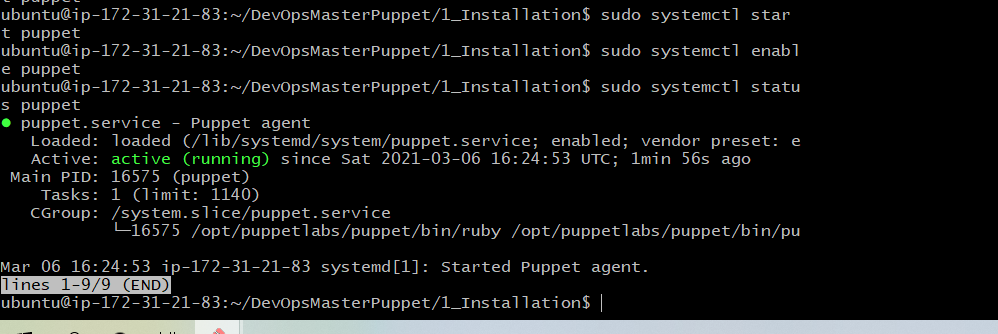 ubuntu@ip-172-31-21-83:~/DevOpsMasterPuppet/1_Installation$ sudo systemctl star
t puppet
ubuntu@ip-172-31-21-83:~/DevOpsMasterPuppet/1_Installation$ sudo systemctl enabl
e puppet
ubuntu@ip-172-31-21-83:~/DevOpsMasterPuppet/1_Installation$ sudo systemctl statu
s puppet
● puppet.service - Puppet agent
   Loaded: loaded (/lib/systemd/system/puppet.service; enabled; vendor preset: e
   Active: active (running) since Sat 2021-03-06 16:24:53 UTC; 1min 56s ago
 Main PID: 16575 (puppet)
    Tasks: 1 (limit: 1140)
   CGroup: /system.slice/puppet.service
           └─16575 /opt/puppetlabs/puppet/bin/ruby /opt/puppetlabs/puppet/bin/pu

Mar 06 16:24:53 ip-172-31-21-83 systemd[1]: Started Puppet agent.
lines 1-9/9 (END)
ubuntu@ip-172-31-21-83:~/DevOpsMasterPuppet/1_Installation$